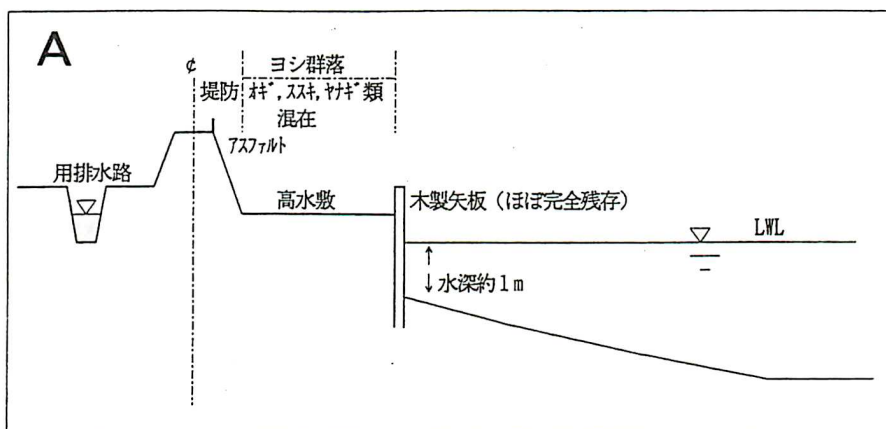 A
℄
ヨシ群落
堤防
ｵｷﾞ,ｽｽｷ,ﾔﾅｷﾞ類
混在
ｱｽﾌｧﾙﾄ
用排水路
高水敷
木製矢板（ほぼ完全残存）
LWL
水深約1m